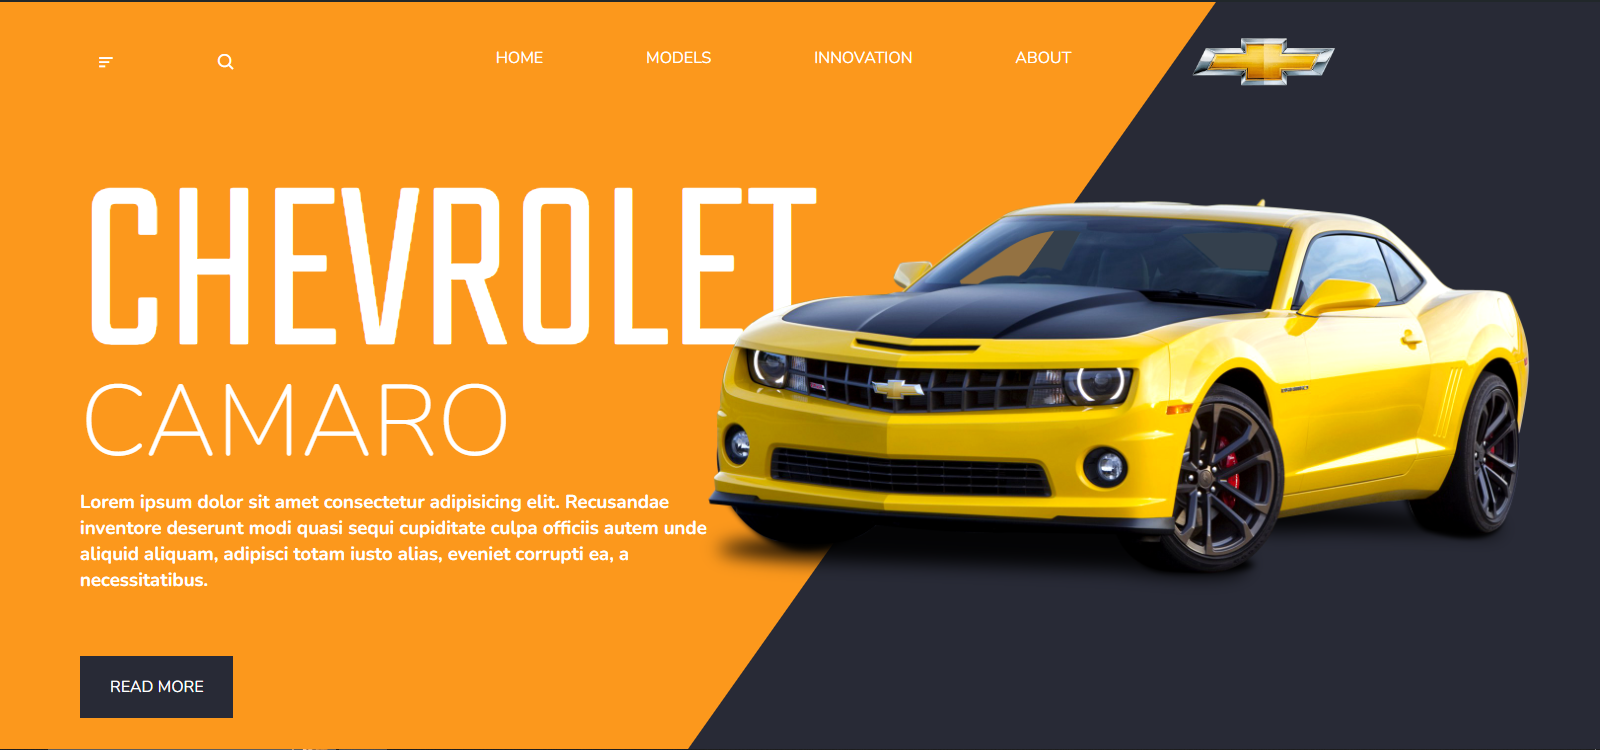 HOME MODELS INNOVATION ABOUT
CHEVROLET
CAMARO
Lorem ipsum dolor sit amet consectetur adipisicing elit. Recusandae
inventore deserunt modi quasi sequi cupiditate culpa officiis autem unde
aliquid aliquam, adipisci totam iusto alias, eveniet corrupti ea, a
necessitatibus.
READ MORE